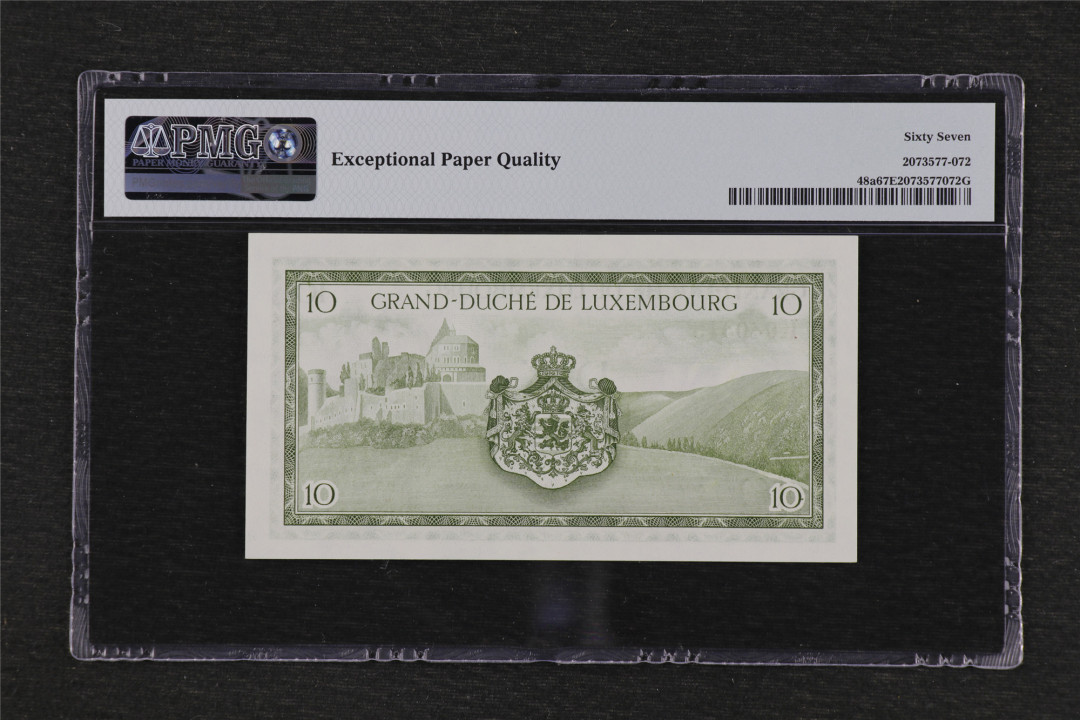 PMG
PAPER MONEY GUARANTY
Exceptional Paper Quality
Sixty Seven
2073577-072
48a67E2073577072G
10 GRAND-DUCHÉ DE LUXEMBOURG 10
10 10